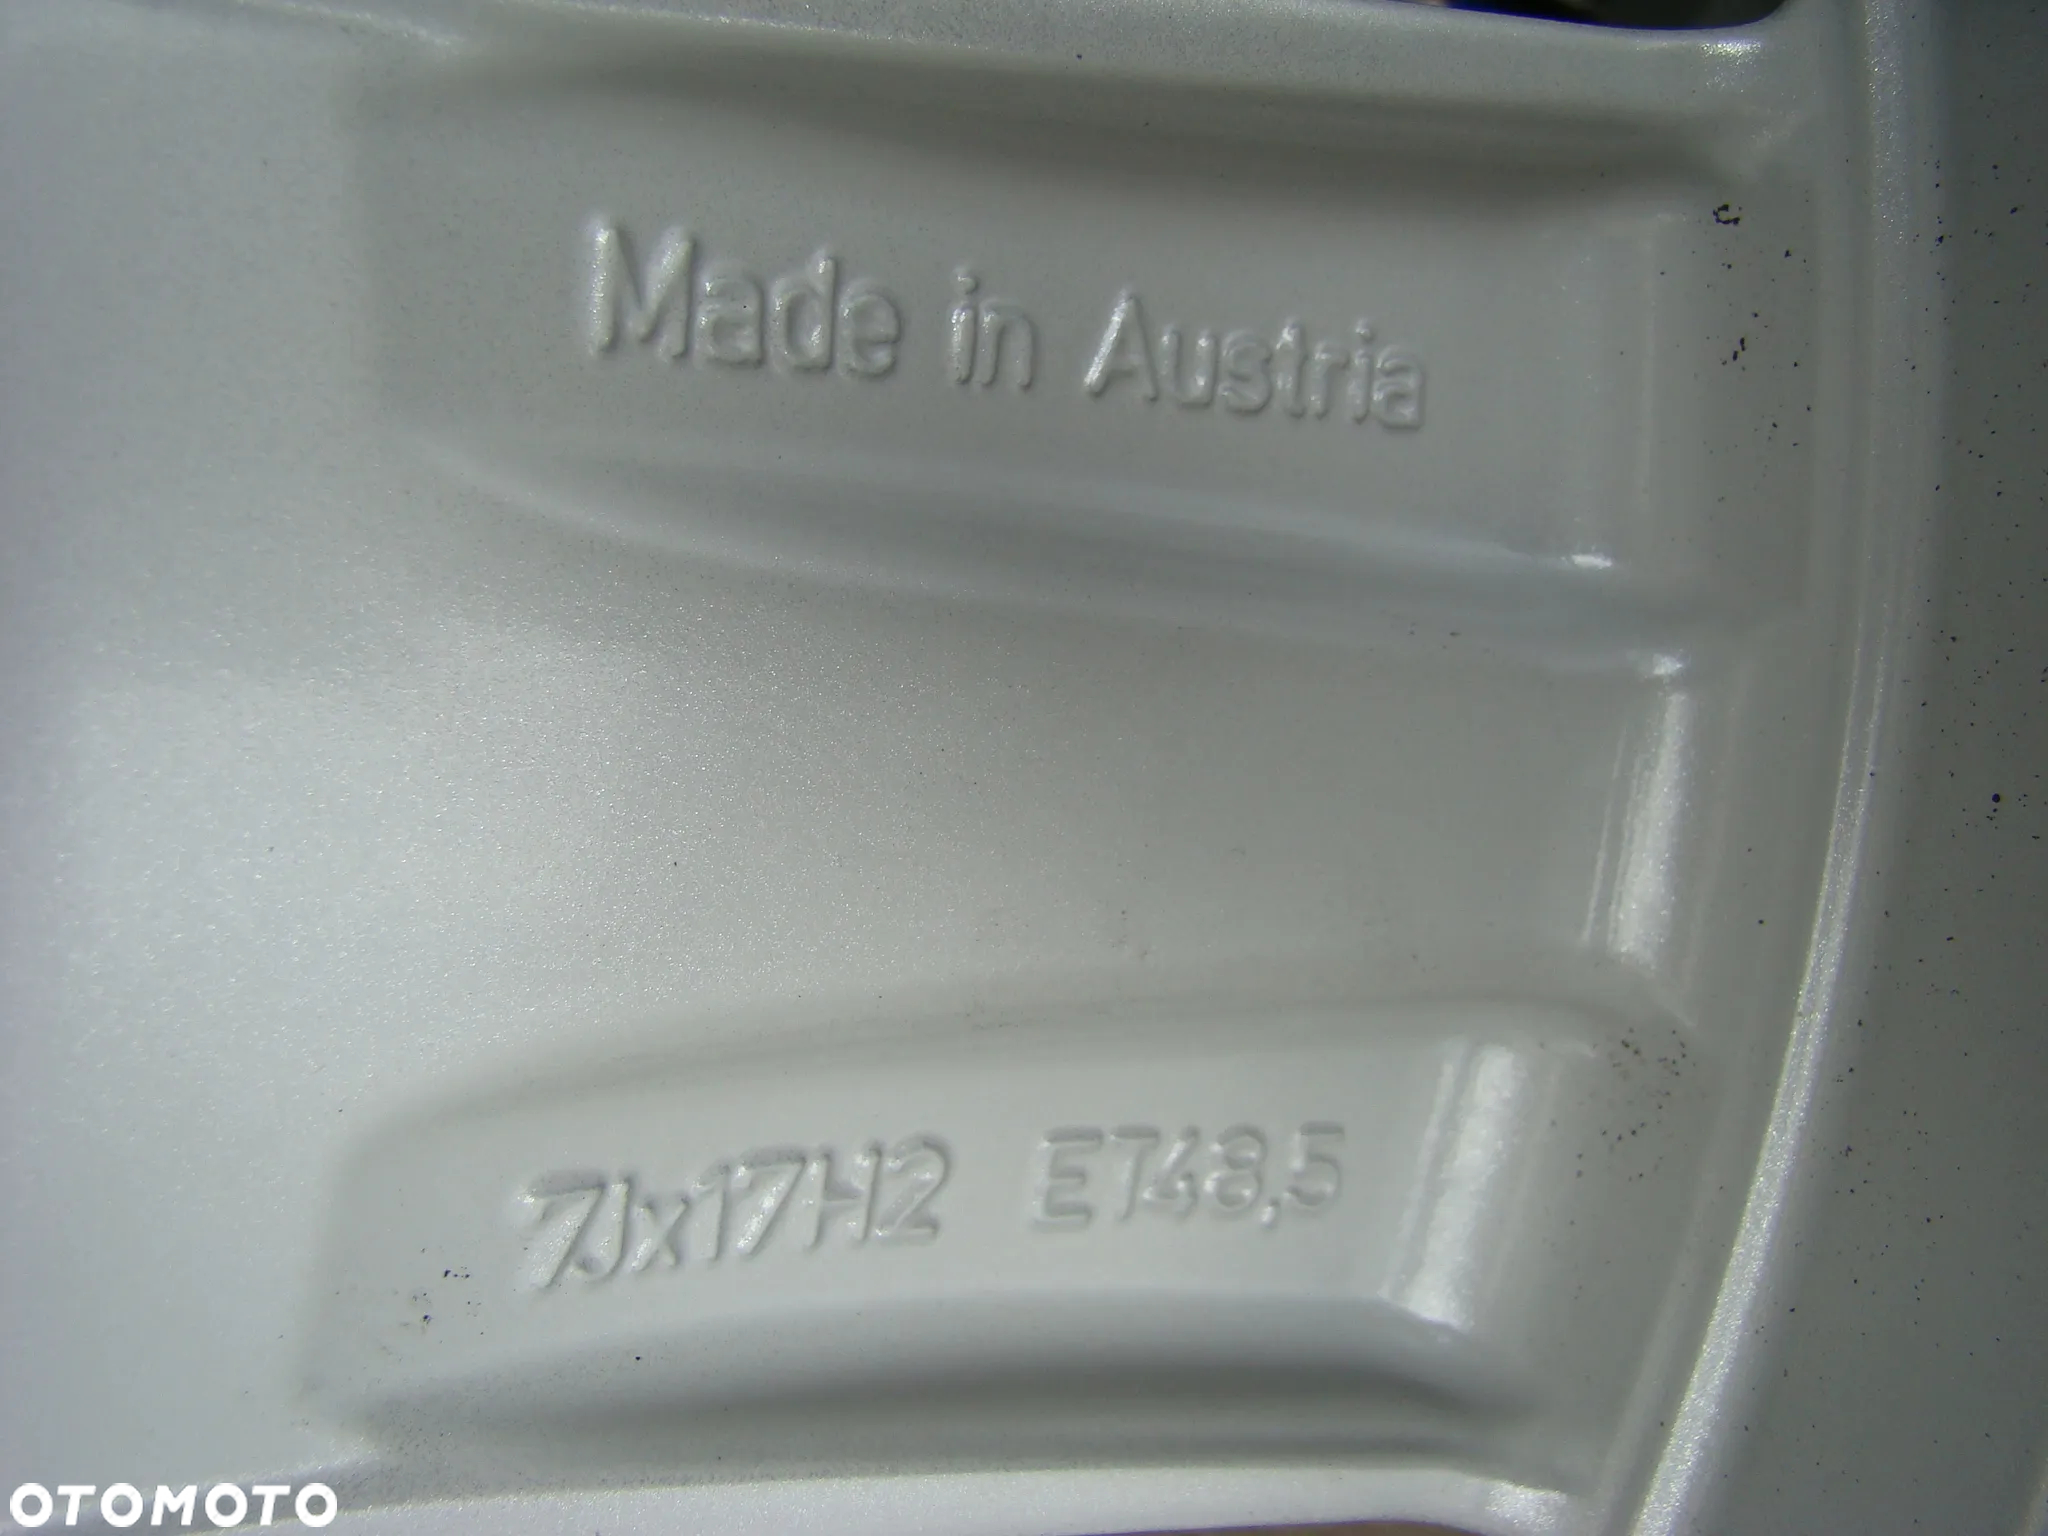 Made in Austria
7Jx17H2 ET48,5
OTOMOTO